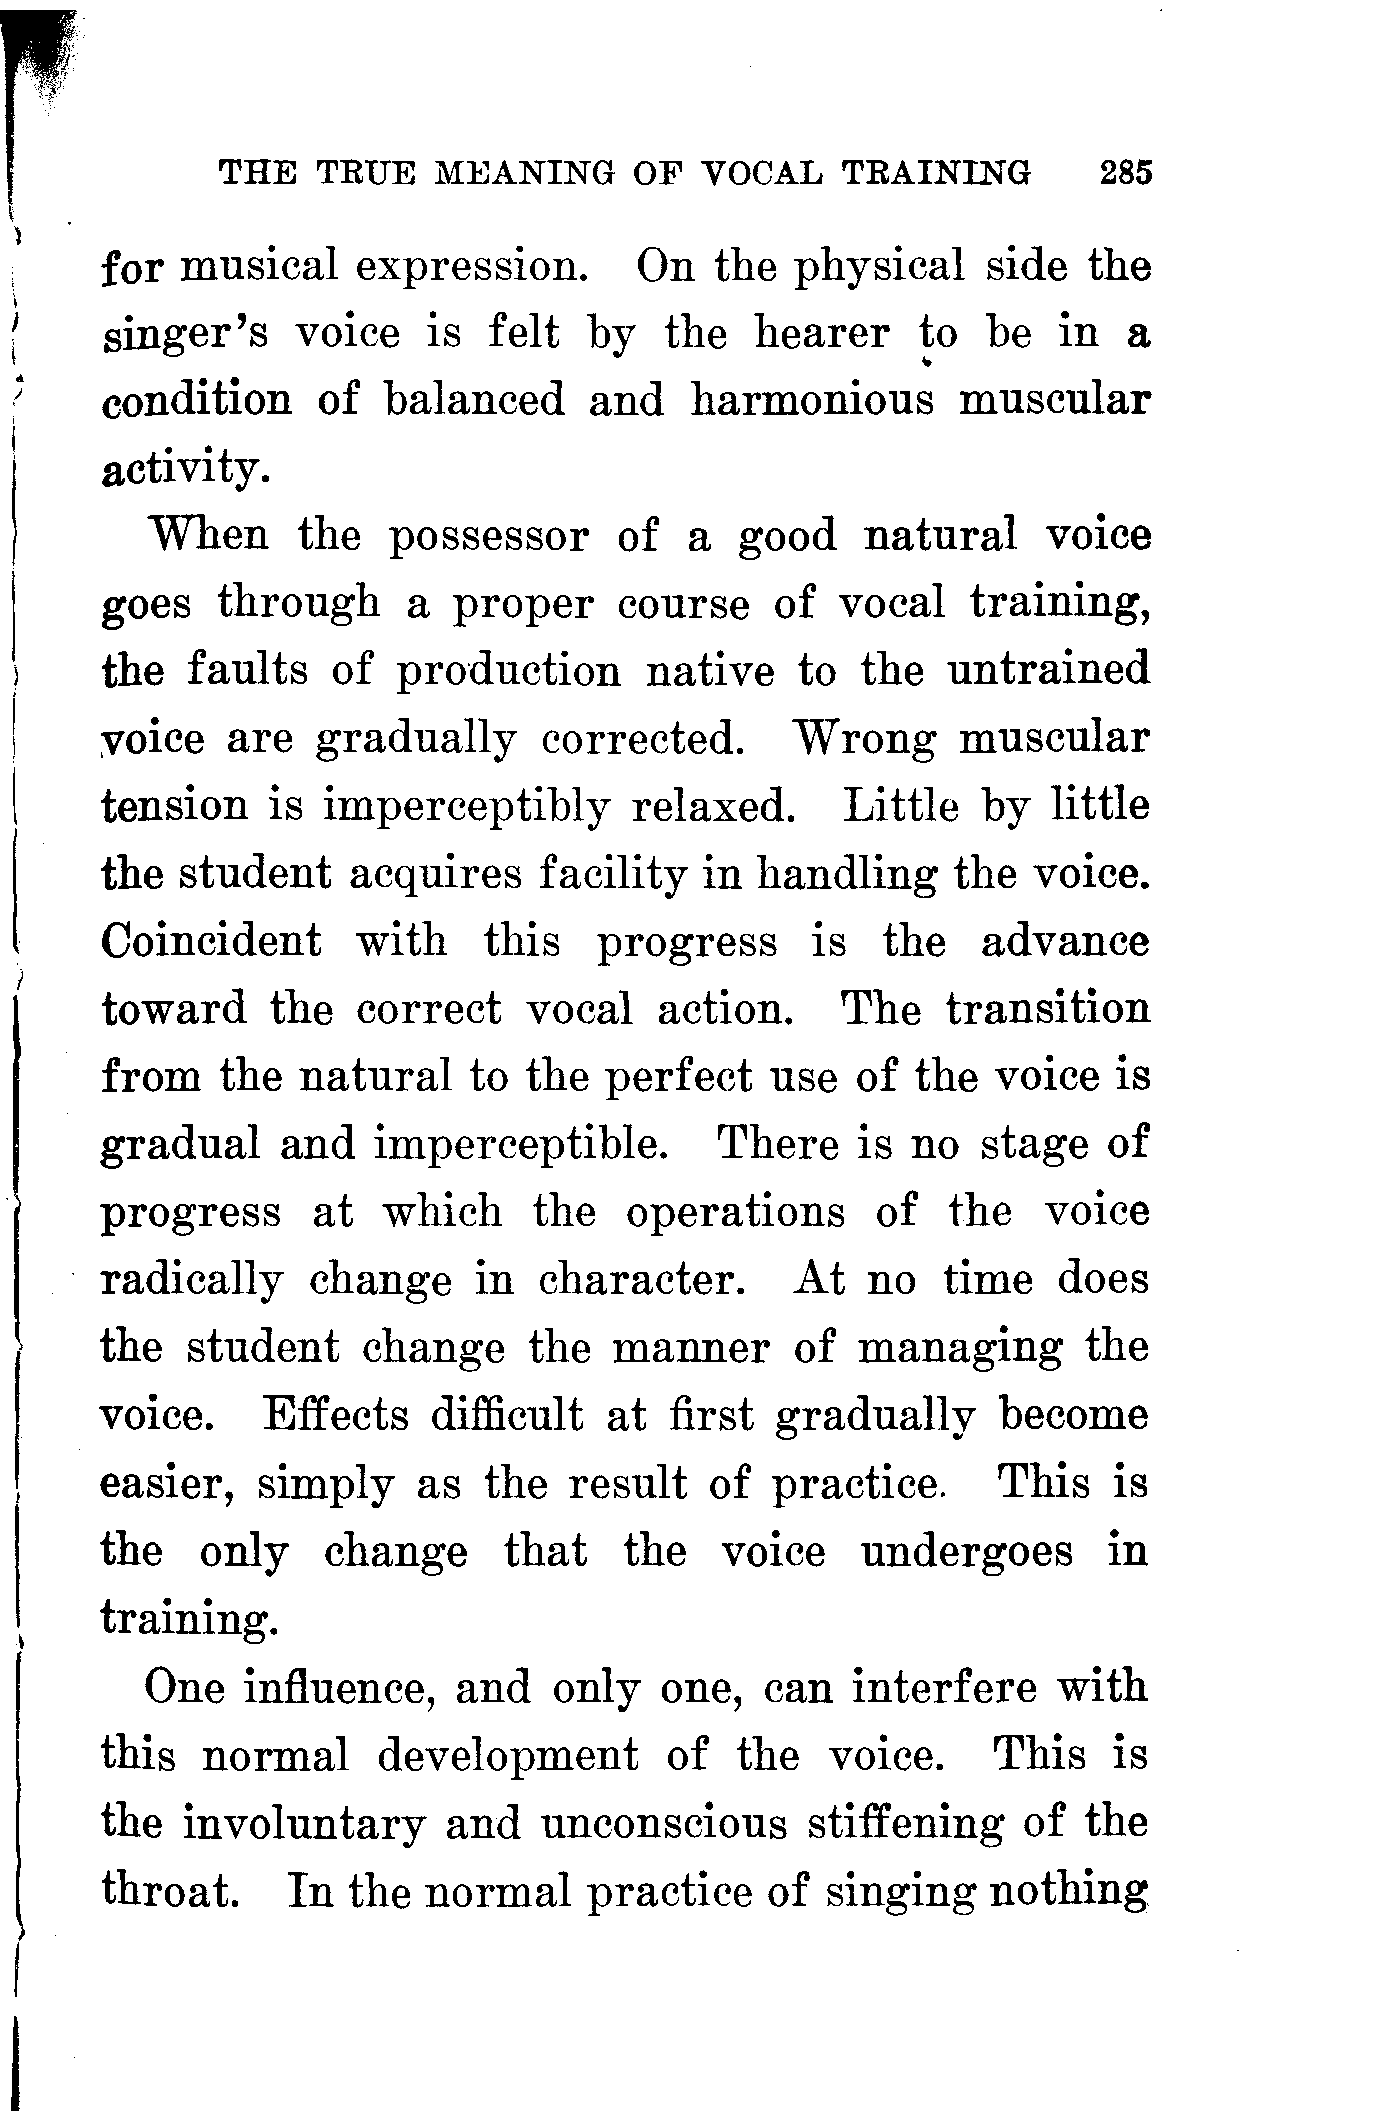 THE TRUE MEANING OF VOCAL TRAINING 285
for musical expression. On the physical side the
singer's voice is felt by the hearer to be in a
condition of balanced and harmonious muscular
activity.
When the possessor of a good natural voice
goes through a proper course of vocal training,
the faults of production native to the untrained
voice are gradually corrected. Wrong muscular
tension is imperceptibly relaxed. Little by little
the student acquires facility in handling the voice.
Coincident with this progress is the advance
toward the correct vocal action. The transition
from the natural to the perfect use of the voice is
gradual and imperceptible. There is no stage of
progress at which the operations of the voice
radically change in character. At no time does
the student change the manner of managing the
voice. Effects difficult at first gradually become
easier, simply as the result of practice. This is
the only change that the voice undergoes in
training.
One influence, and only one, can interfere with
this normal development of the voice. This is
the involuntary and unconscious stiffening of the
throat. In the normal practice of singing nothing